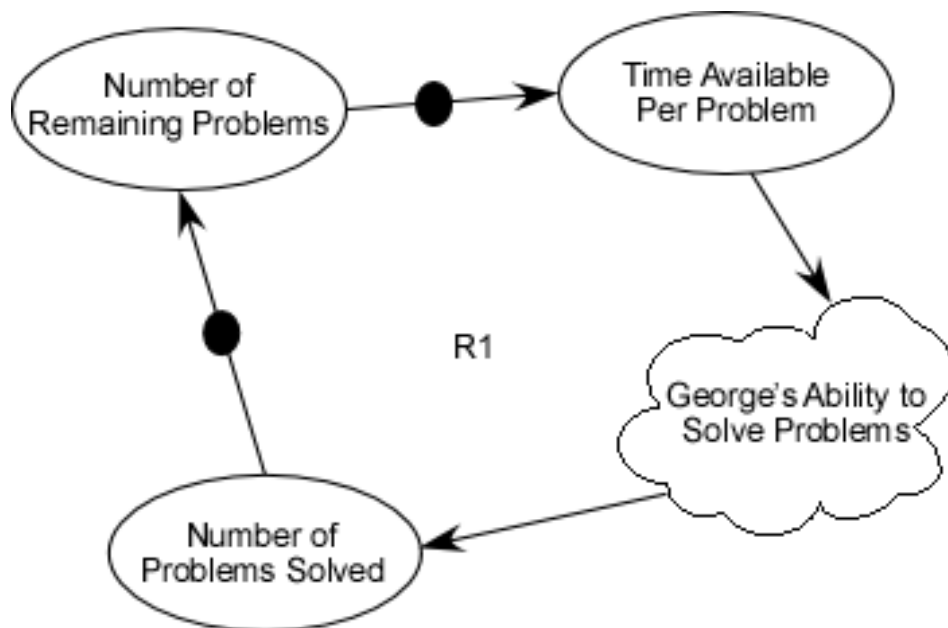 Number of
Remaining Problems
Time Available
Per Problem
R1
George's Ability to
Solve Problems
Number of
Problems Solved